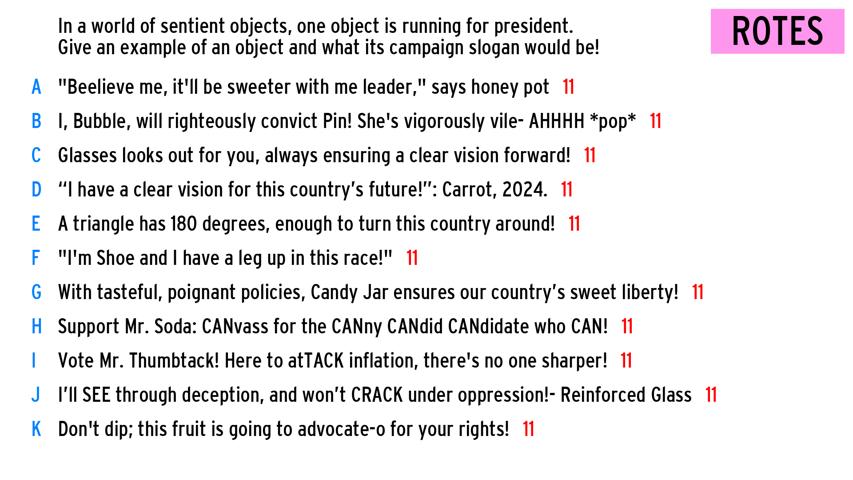 In a world of sentient objects, one object is running for president.
Give an example of an object and what its campaign slogan would be!
ROTES
A "Beelieve me, it'll be sweeter with me leader," says honey pot 11
B I, Bubble, will righteously convict Pin! She's vigorously vile- AHHHH *pop* 11
C Glasses looks out for you, always ensuring a clear vision forward! 11
D “I have a clear vision for this country’s future!”: Carrot, 2024. 11
E A triangle has 180 degrees, enough to turn this country around! 11
F "I'm Shoe and I have a leg up in this race!" 11
G With tasteful, poignant policies, Candy Jar ensures our country’s sweet liberty! 11
H Support Mr. Soda: CANvass for the CANny CANdid CANdidate who CAN! 11
I Vote Mr. Thumbtack! Here to atTACK inflation, there's no one sharper! 11
J I’ll SEE through deception, and won’t CRACK under oppression!- Reinforced Glass 11
K Don't dip; this fruit is going to advocate-o for your rights! 11